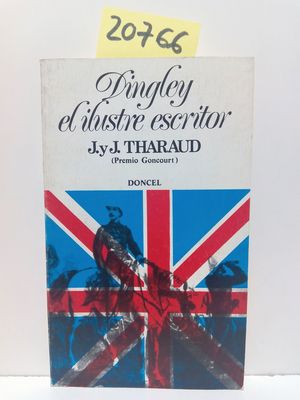 20766
Dingley
el ilustre escritor
J. y J. THARAUD
(Premio Goncourt)
DONCEL